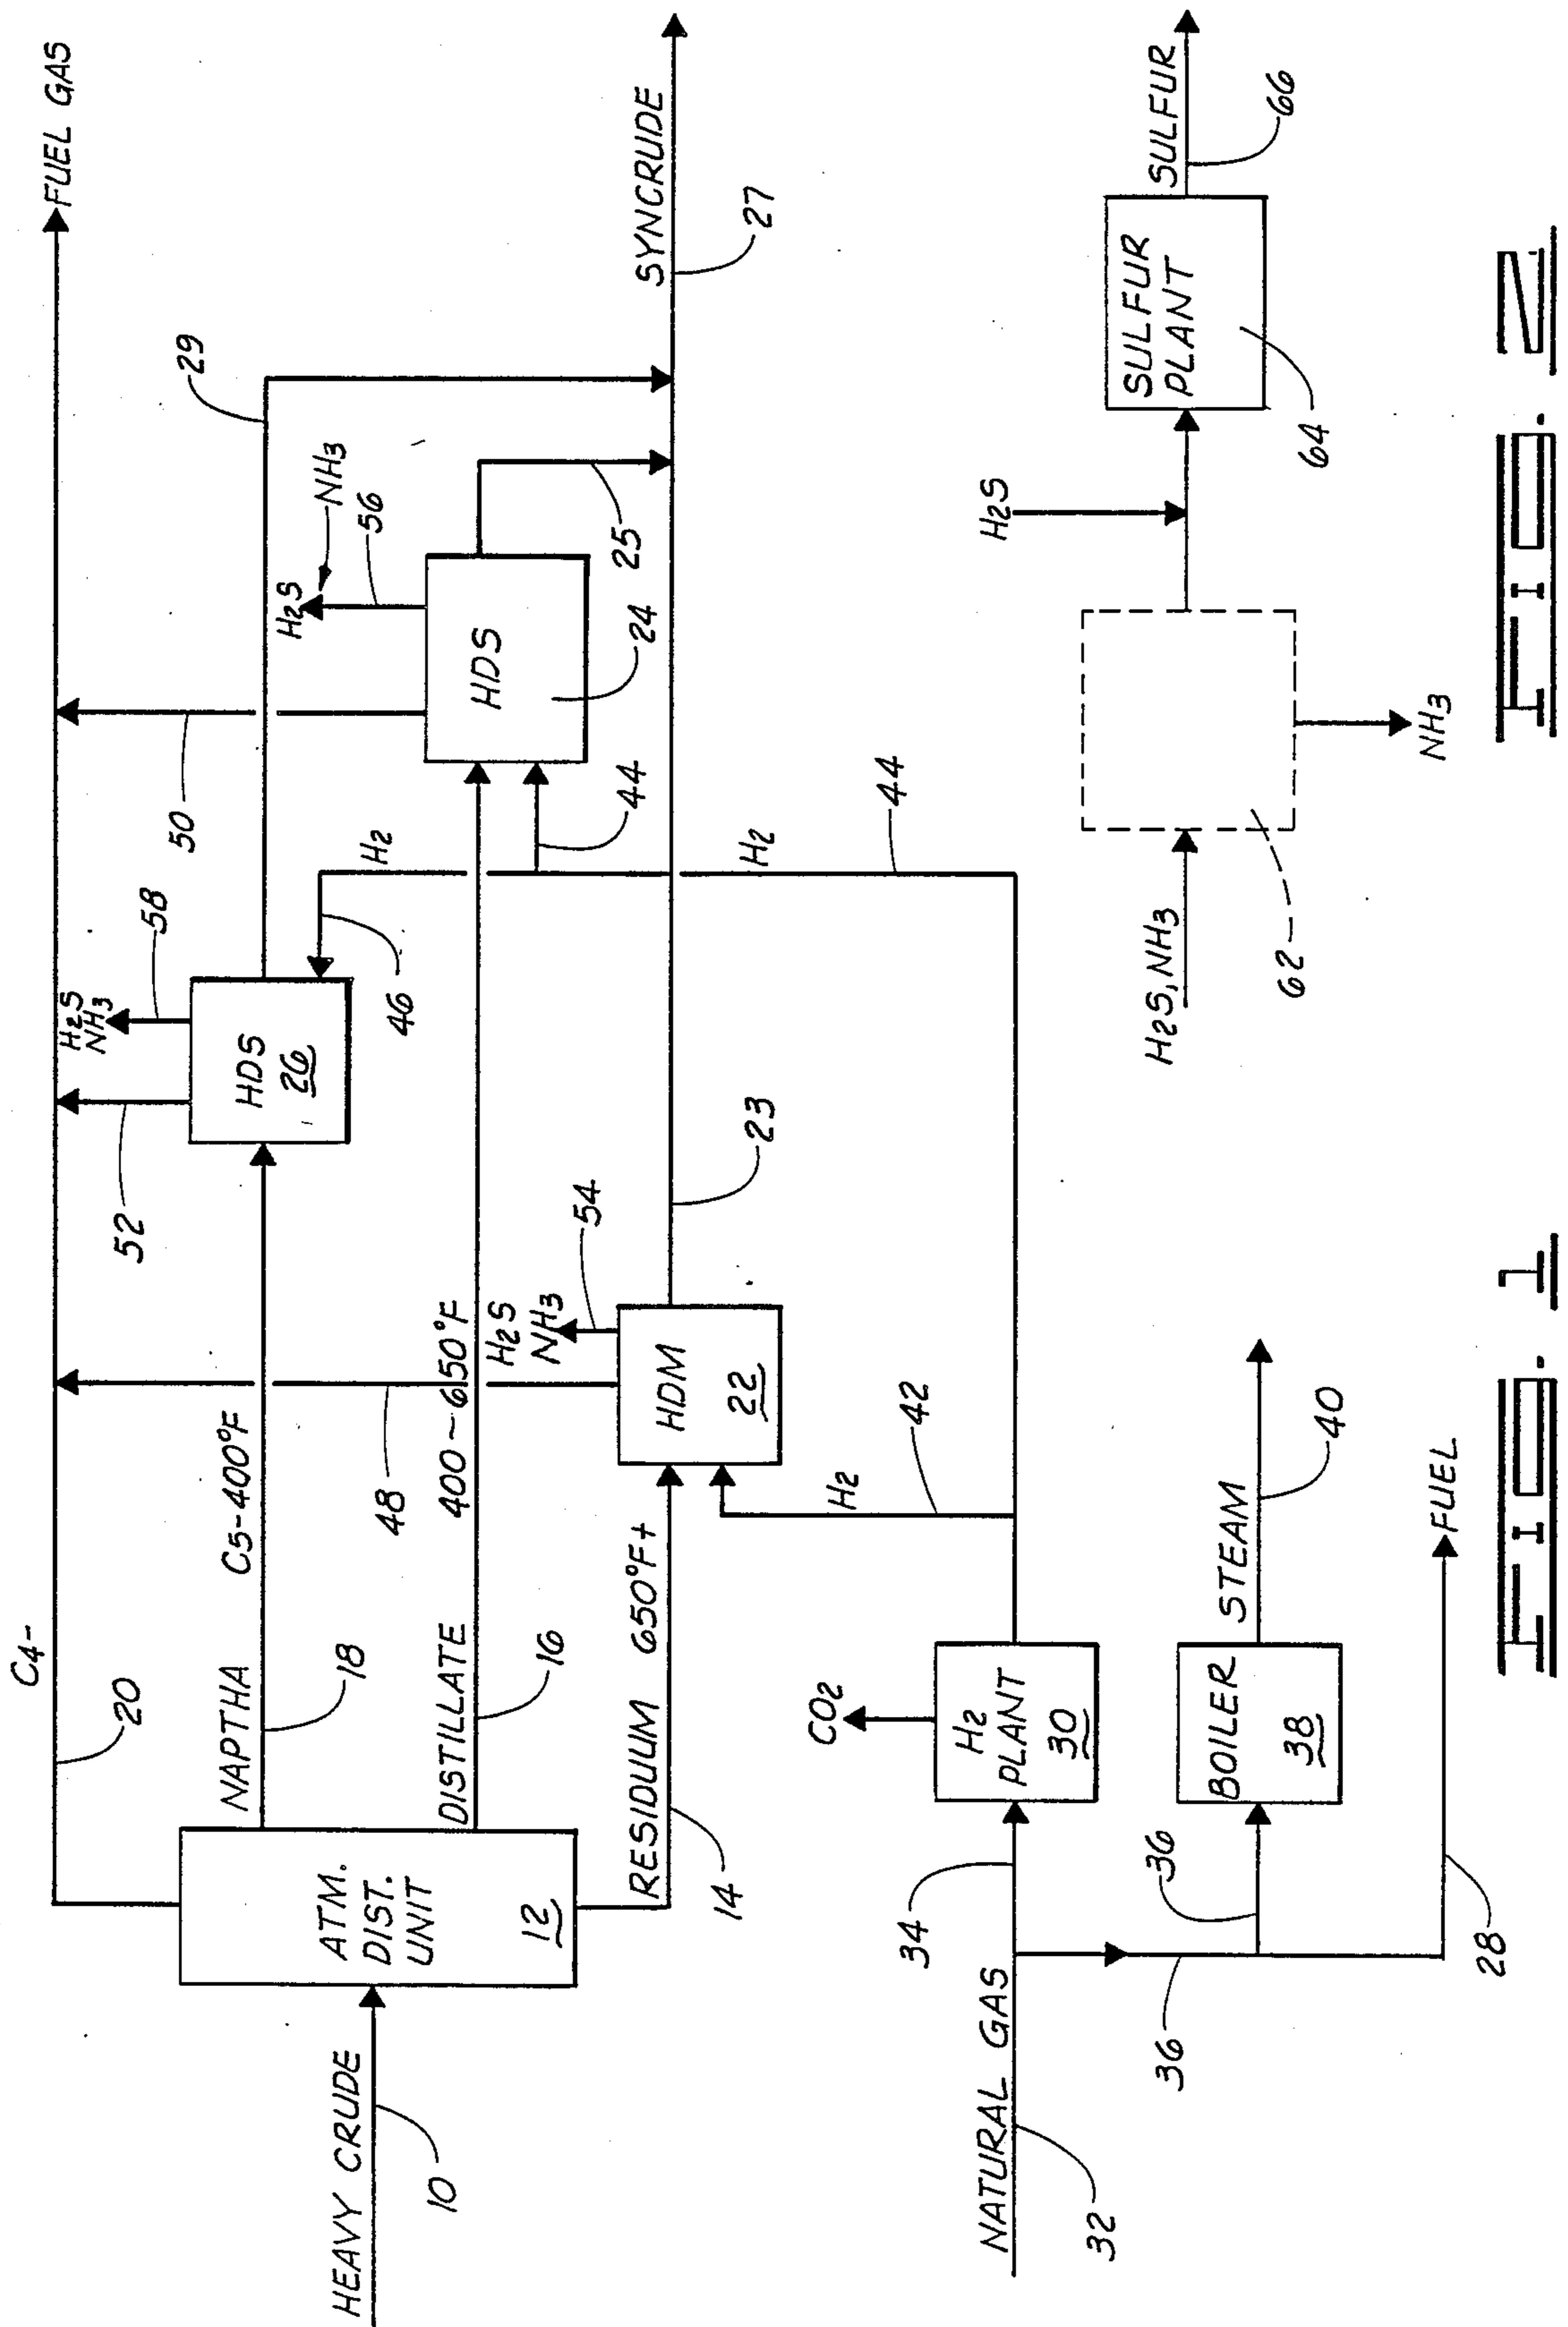 C4-
FUEL GAS
20
52
58
H2S
NH3
50
29
NAPTHA C5-400°F
18
HDS
26
46
H2
H2S
NH3
56
HEAVY CRUDE
10
ATM.
DIST.
UNIT
12
48
DISTILLATE 400-650°F
16
H2S
NH3
54
HDS
24
44
25
RESIDUUM 650°F+
14
HDM
22
23
SYNCRUDE
27
H2
42
H2
44
NATURAL GAS
32
34
CO2
H2
PLANT
30
36
36
BOILER
38
STEAM
40
28
FUEL
H2S, NH3
62
NH3
H2S
SULFUR
PLANT
64
SULFUR
66
FIG. 1
FIG. 2